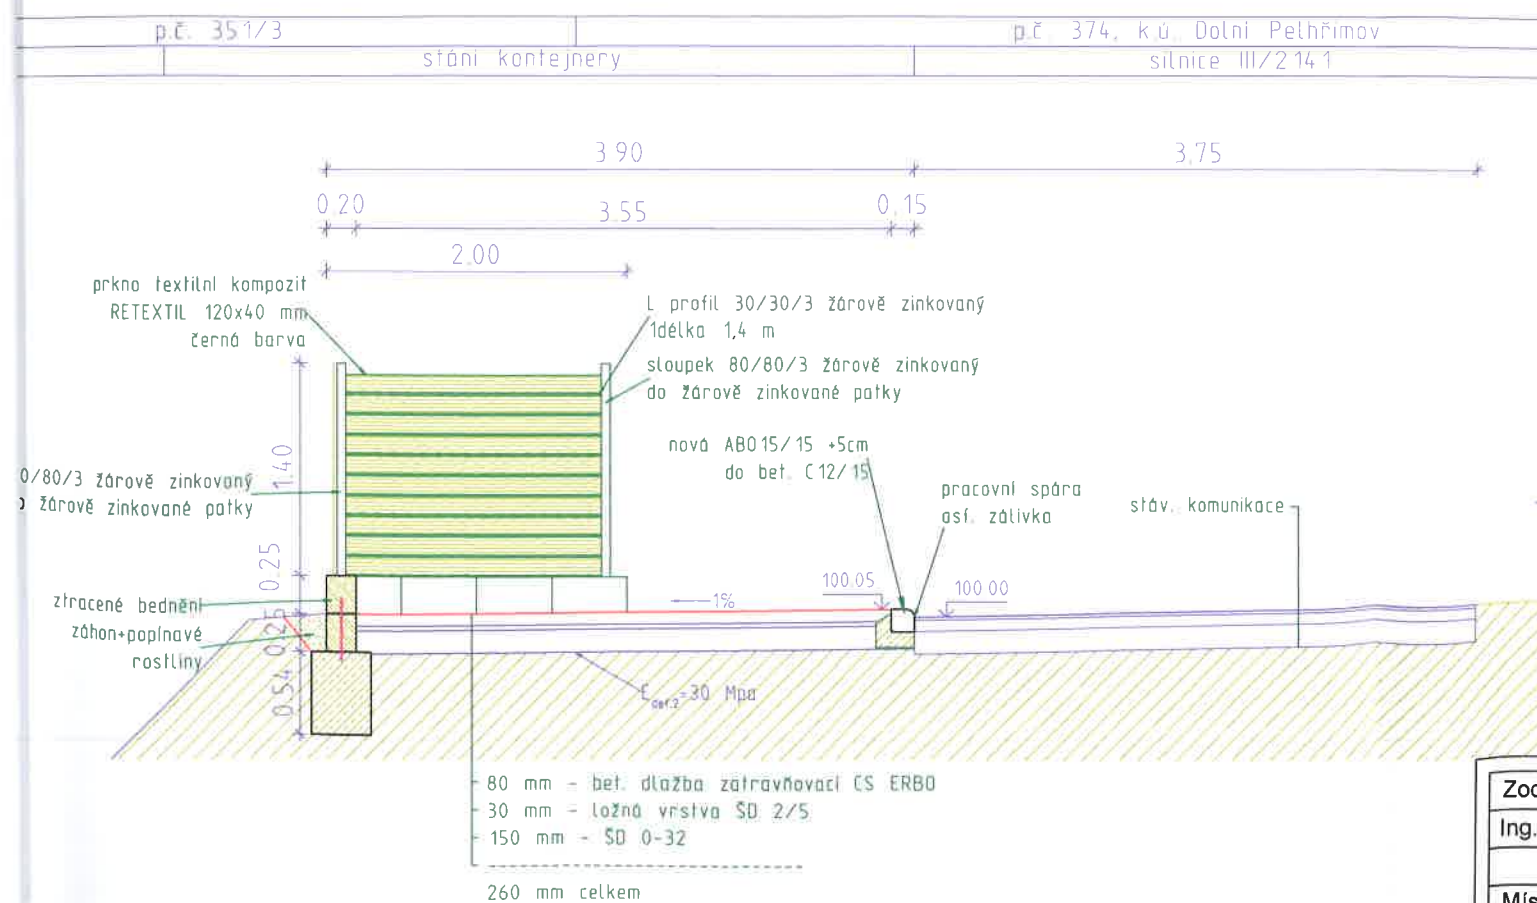 p.č. 351/3
p.č. 374, k.ú. Dolní Pelhřimov
stání kontejnery
silnice III/2141
3.90
3.75
0.20
3.55
0.15
2.00
prkno textilní kompozit
RETEXTIL 120x40 mm
černá barva
L profil 30/30/3 žárově zinkovaný
1délka 1,4 m
sloupek 80/80/3 žárově zinkovaný
do žárově zinkované patky
nová ABO 15/15 +5cm
do bet. C 12/15
1.40
0/80/3 žárově zinkovaný
žárově zinkované patky
pracovní spára
asf. zálivka
stáv. komunikace
0.25
100.05
100.00
1%
ztracené bednění
záhon+popínavé
rostliny
0.25
0.54
Edef.2=30 Mpa
80 mm - bet. dlažba zatravňovací CS ERBO
30 mm - ložná vrstva ŠD 2/5
150 mm - ŠD 0-32
260 mm celkem
Ing.